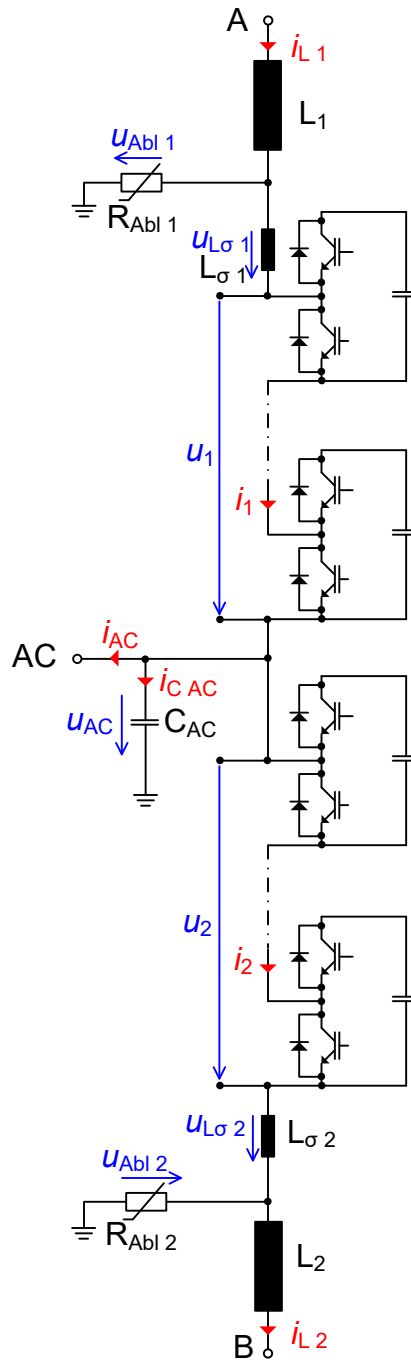 A
iL 1
L1
uAbl 1
RAbl 1
uLσ 1
Lσ 1
u1
i1
iAC
AC
iC AC
uAC
CAC
u2
i2
uLσ 2
Lσ 2
uAbl 2
RAbl 2
L2
iL 2
B